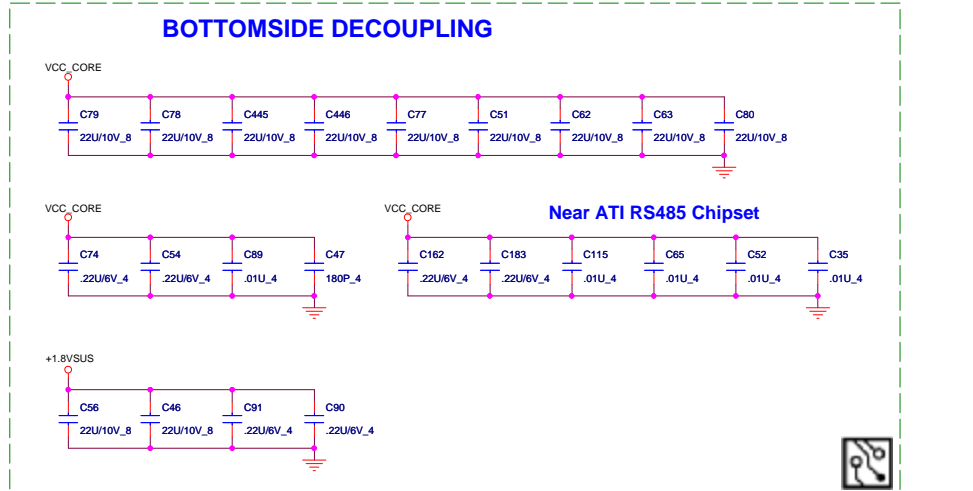 BOTTOMSIDE DECOUPLING
VCC_CORE
C79 C78 C445 C446 C77 C51 C62 C63 C80
22U/10V_8 22U/10V_8 22U/10V_8 22U/10V_8 22U/10V_8 22U/10V_8 22U/10V_8 22U/10V_8 22U/10V_8
VCC_CORE VCC_CORE Near ATI RS485 Chipset
C74 C54 C89 C47 C162 C183 C115 C65 C52 C35
.22U/6V_4 .22U/6V_4 .01U_4 180P_4 .22U/6V_4 .22U/6V_4 .01U_4 .01U_4 .01U_4 .01U_4
+1.8VSUS
C56 C46 C91 C90
22U/10V_8 22U/10V_8 .22U/6V_4 .22U/6V_4